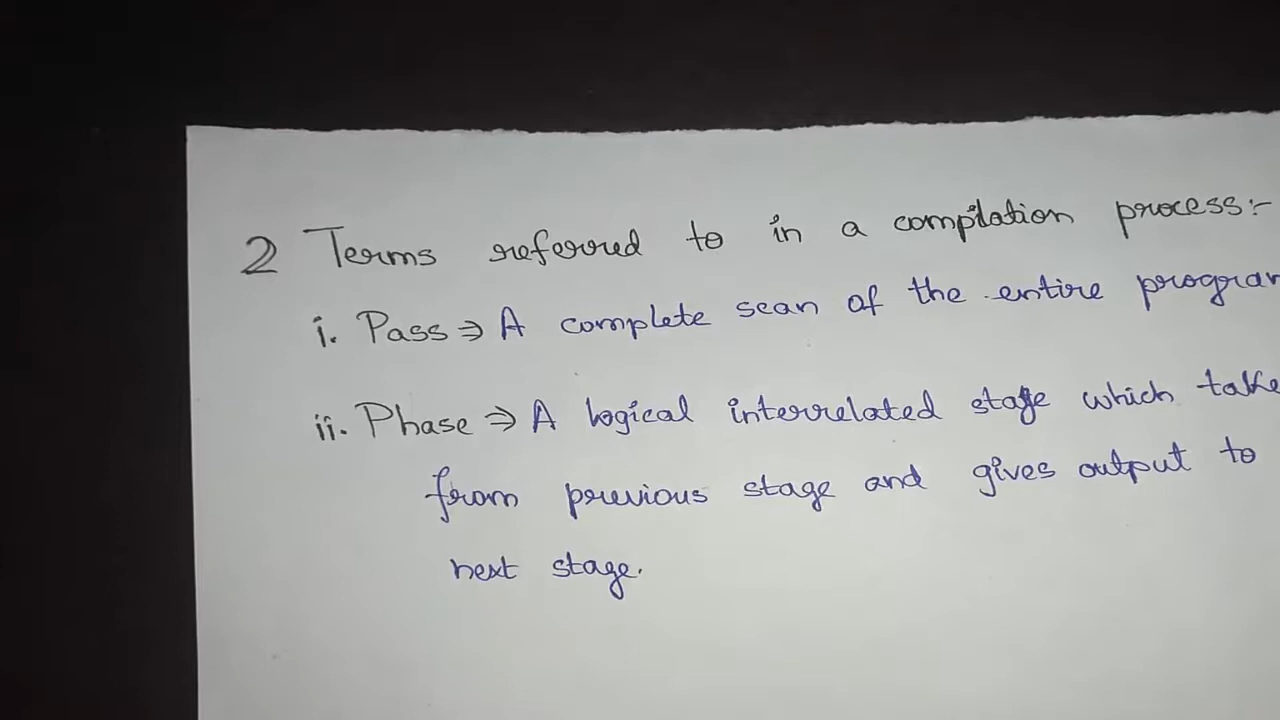 2 Terms referred to in a compilation process:-
i. Pass ⇒ A complete scan of the entire progra
ii. Phase ⇒ A logical interrelated stage which take
from previous stage and gives output to
next stage.